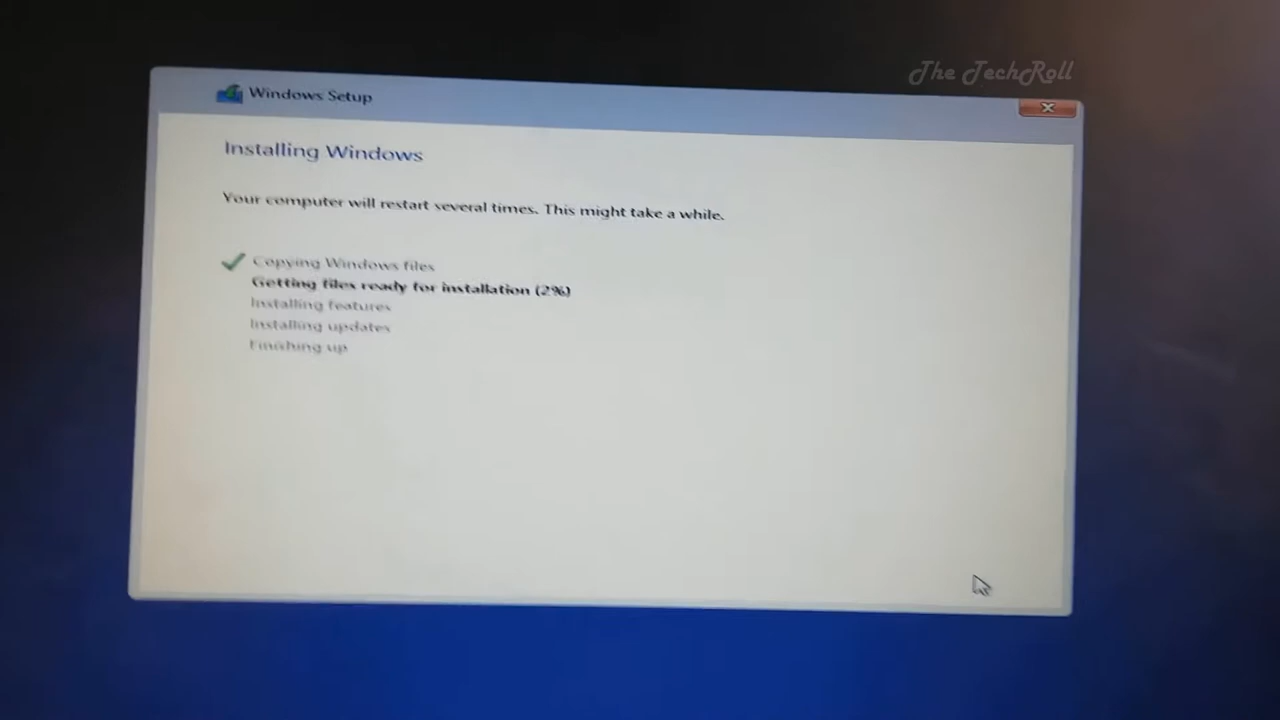 The TechRoll
Windows Setup
Installing Windows
Your computer will restart several times. This might take a while.
Copying Windows files
Getting files ready for installation (2%)
Installing features
Installing updates
Finishing up